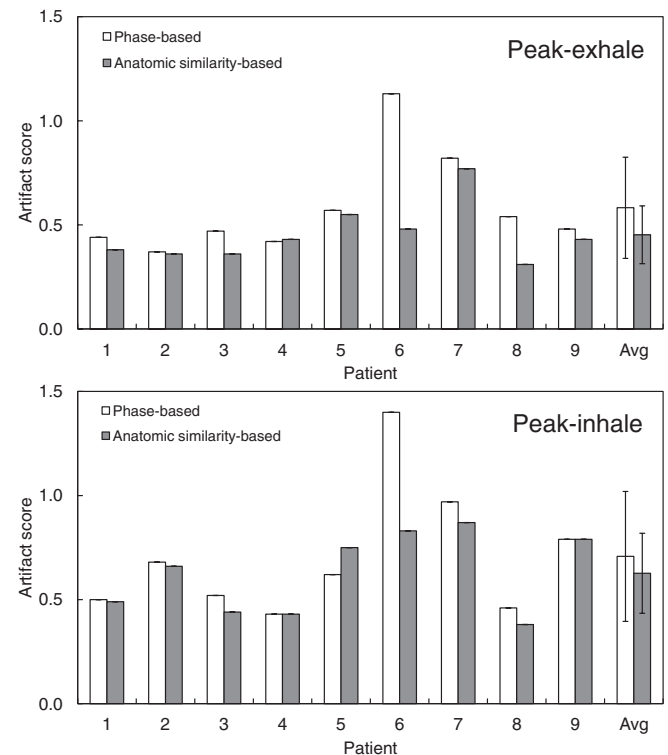 1.5
Phase-based
Peak-exhale
Anatomic similarity-based
1.0
Artifact score
0.5
0.0
1 2 3 4 5 6 7 8 9 Avg
Patient
1.5
Phase-based
Peak-inhale
Anatomic similarity-based
1.0
Artifact score
0.5
0.0
1 2 3 4 5 6 7 8 9 Avg
Patient